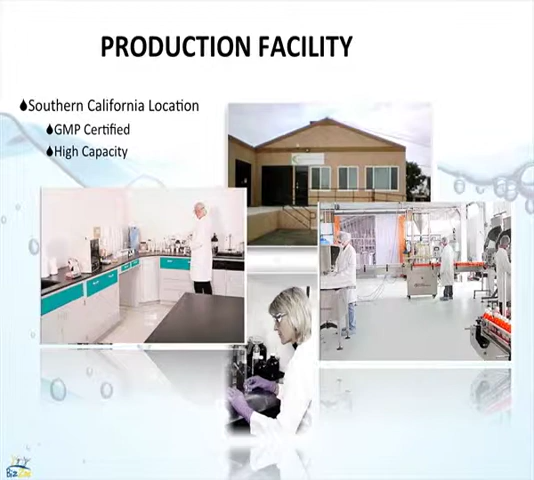 PRODUCTION FACILITY
Southern California Location
GMP Certified
High Capacity